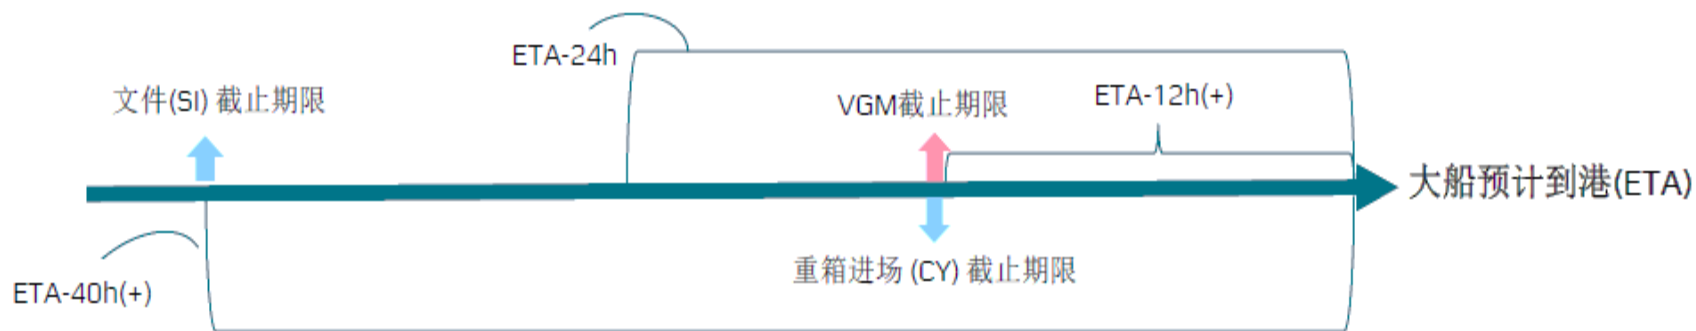 ETA-24h
文件(SI) 截止期限
VGM截止期限
ETA-12h(+)
大船预计到港(ETA)
重箱进场 (CY) 截止期限
ETA-40h(+)